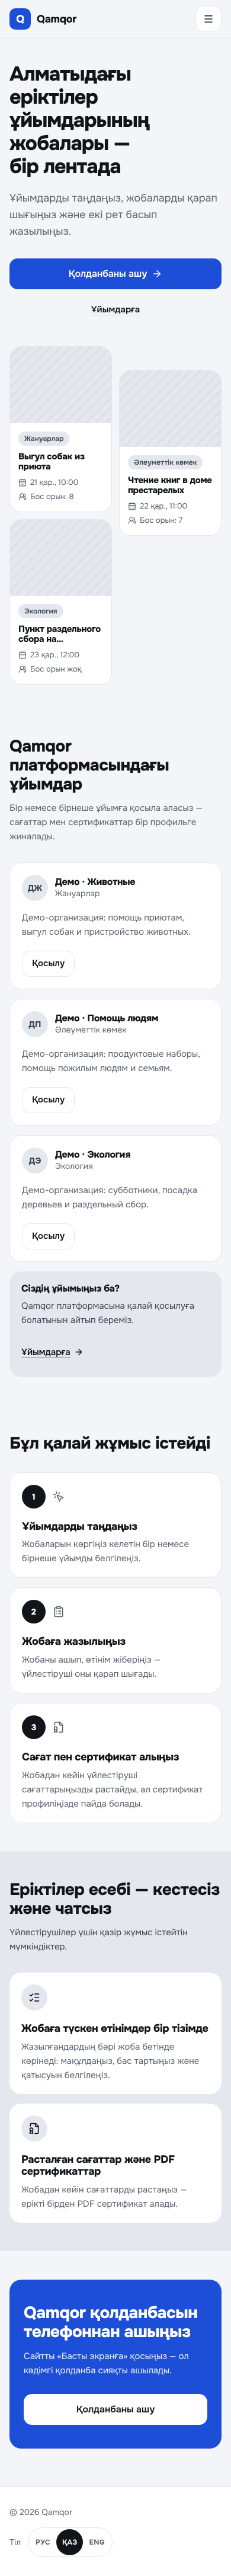 Q Qamqor
Алматыдағы
еріктілер
ұйымдарының
жобалары —
бір лентада
Ұйымдарды таңдаңыз, жобаларды қарап
шығыңыз және екі рет басып
жазылыңыз.
Қолданбаны ашу →
Ұйымдарға
Жануарлар
Выгул собак из
приюта
21 қар., 10:00
Бос орын: 8
Әлеуметтік көмек
Чтение книг в доме
престарелых
22 қар., 11:00
Бос орын: 7
Экология
Пункт раздельного
сбора на...
23 қар., 12:00
Бос орын жоқ
Qamqor
платформасындағы
ұйымдар
Бір немесе бірнеше ұйымға қосыла аласыз —
сағаттар мен сертификаттар бір профильге
жиналады.
ДЖ
Демо · Животные
Жануарлар
Демо-организация: помощь приютам,
выгул собак и пристройство животных.
Қосылу
ДП
Демо · Помощь людям
Әлеуметтік көмек
Демо-организация: продуктовые наборы,
помощь пожилым людям и семьям.
Қосылу
ДЭ
Демо · Экология
Экология
Демо-организация: субботники, посадка
деревьев и раздельный сбор.
Қосылу
Сіздің ұйымыңыз ба?
Qamqor платформасына қалай қосылуға
болатынын айтып береміз.
Ұйымдарға →
Бұл қалай жұмыс істейді
1
Ұйымдарды таңдаңыз
Жобаларын көргіңіз келетін бір немесе
бірнеше ұйымды белгілеңіз.
2
Жобаға жазылыңыз
Жобаны ашып, өтінім жіберіңіз —
үйлестіруші оны қарап шығады.
3
Сағат пен сертификат алыңыз
Жобадан кейін үйлестіруші
сағаттарыңызды растайды, ал сертификат
профиліңізде пайда болады.
Еріктілер есебі — кестесіз
және чатсыз
Үйлестірушілер үшін қазір жұмыс істейтін
мүмкіндіктер.
Жобаға түскен өтінімдер бір тізімде
Жазылғандардың бәрі жоба бетінде
көрінеді: мақұлдаңыз, бас тартыңыз және
қатысуын белгілеңіз.
Расталған сағаттар және PDF
сертификаттар
Жобадан кейін сағаттарды растаңыз —
ерікті бірден PDF сертификат алады.
Qamqor қолданбасын
телефоннан ашыңыз
Сайтты «Басты экранға» қосыңыз — ол
кәдімгі қолданба сияқты ашылады.
Қолданбаны ашу
© 2026 Qamqor
Тіл РУС ҚАЗ ENG